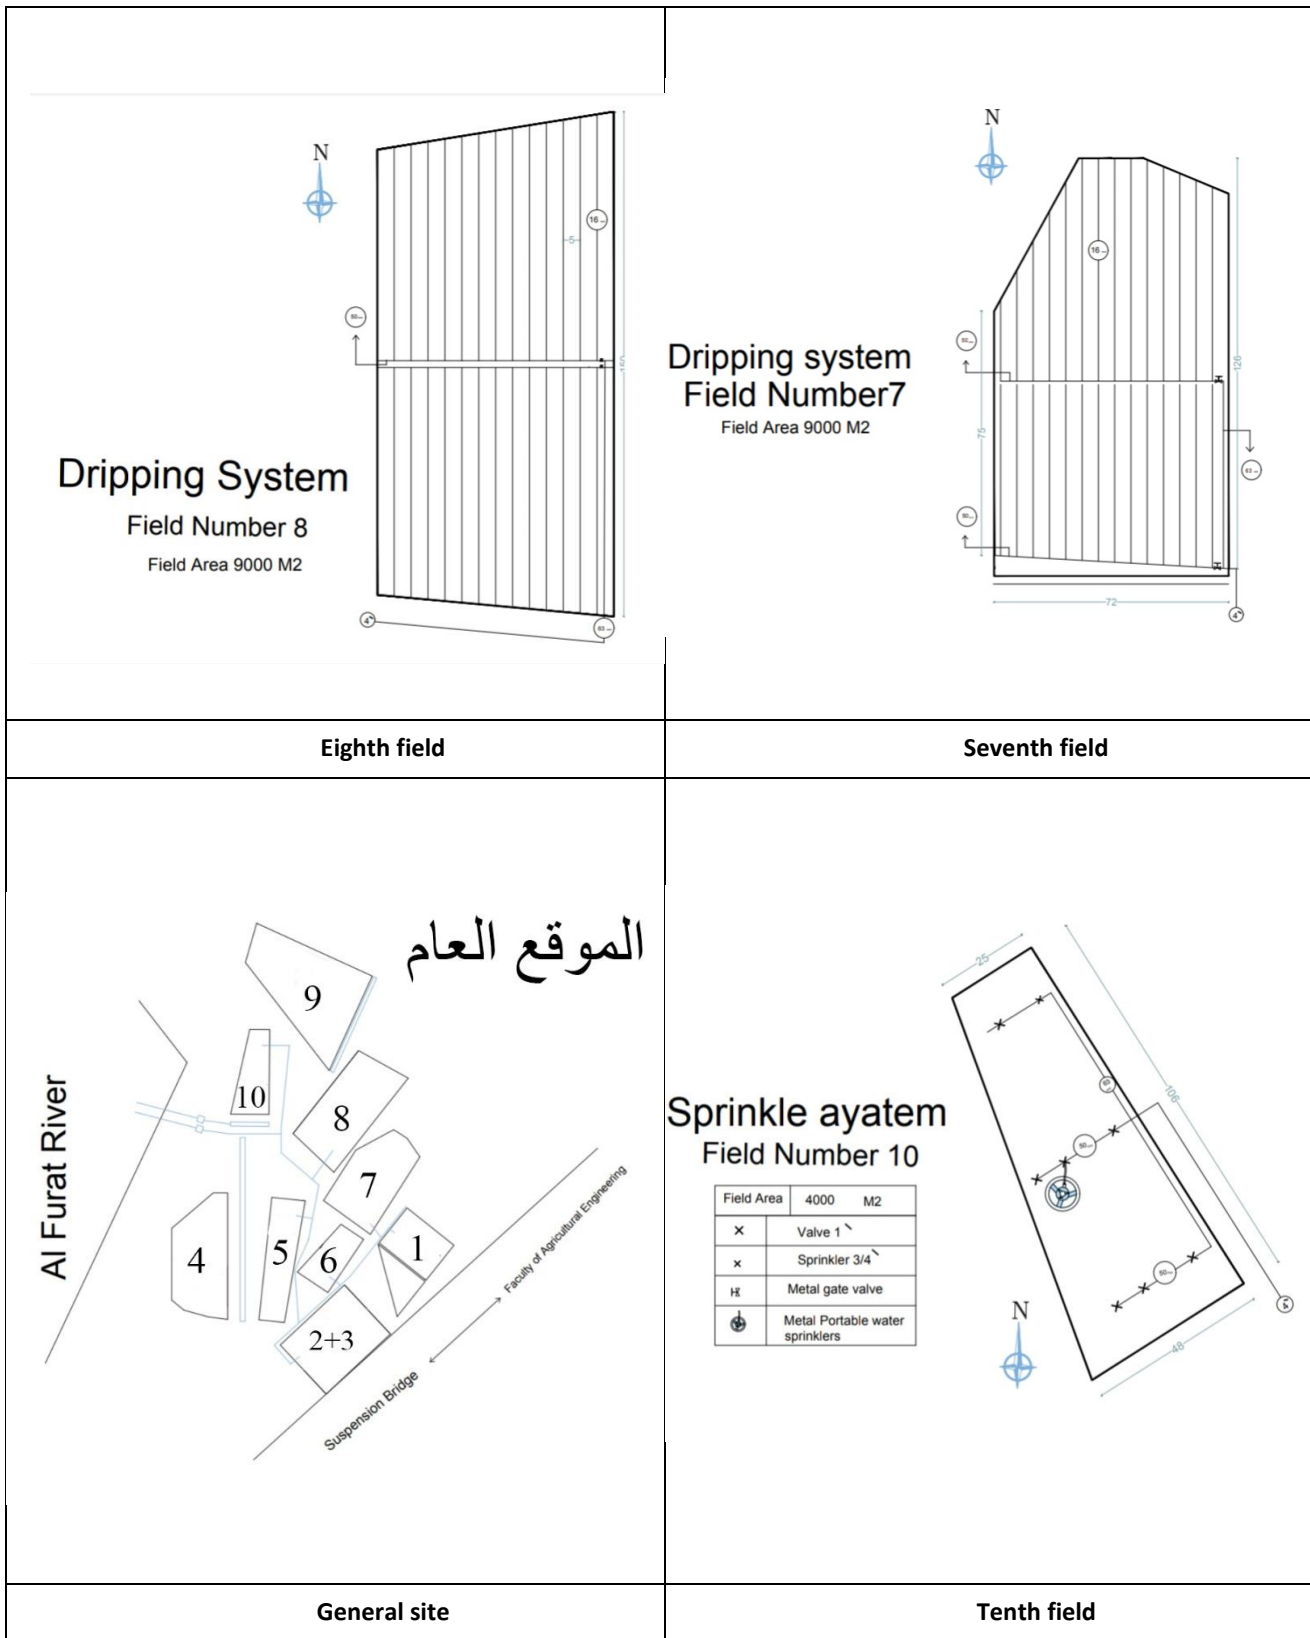 N
16
5
50
150
Dripping System
Field Number 8
Field Area 9000 M2
4"
63
Eighth field
N
16
Dripping system
Field Number7
Field Area 9000 M2
126
75
63
50
72
4"
Seventh field
الموقع العام
Al Furat River
9
10
8
7
4
5
6
1
2+3
Faculty of Agricultural Engineering
Suspension Bridge
General site
25
106
63
50
50
48
Sprinkle ayatem
Field Number 10
Field Area 4000 M2
Valve 1
Sprinkler 3/4
Metal gate valve
Metal Portable water
sprinklers
N
Tenth field